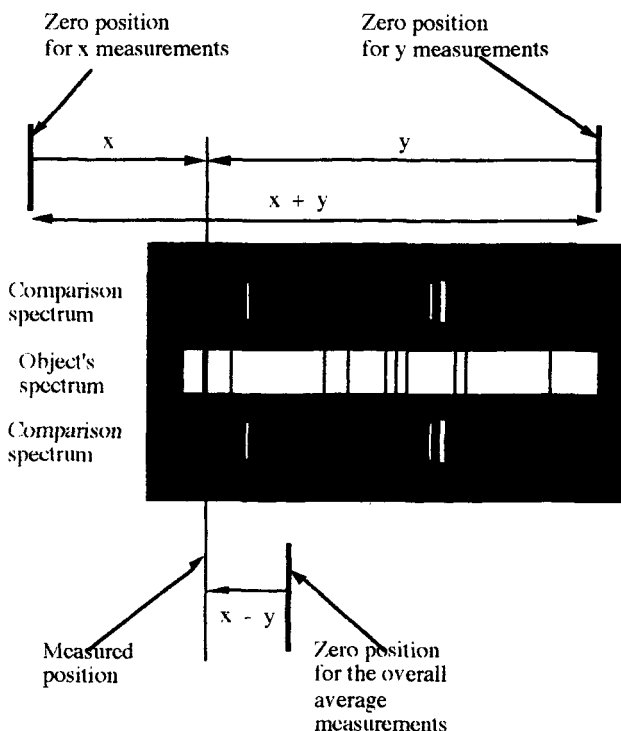 Zero position
for x measurements
Zero position
for y measurements
x
y
x + y
Comparison
spectrum
Object's
spectrum
Comparison
spectrum
x - y
Measured
position
Zero position
for the overall
average
measurements